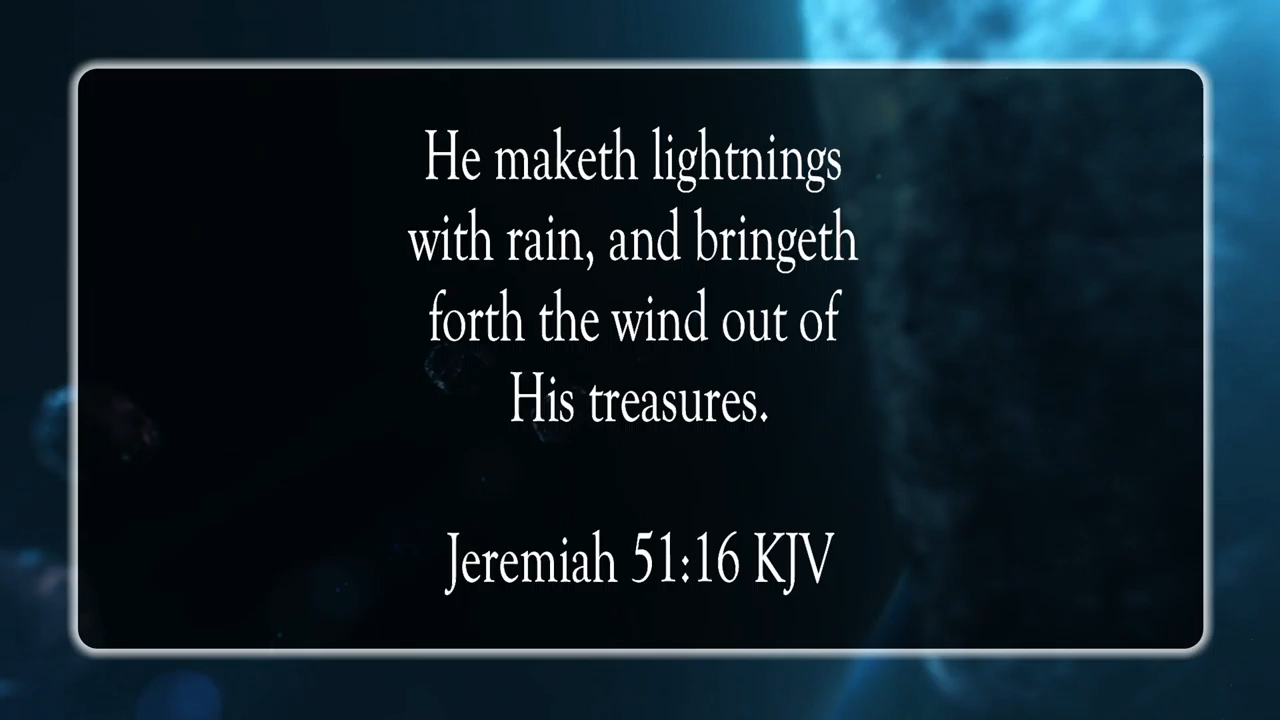 He maketh lightnings
with rain, and bringeth
forth the wind out of
His treasures.
Jeremiah 51:16 KJV